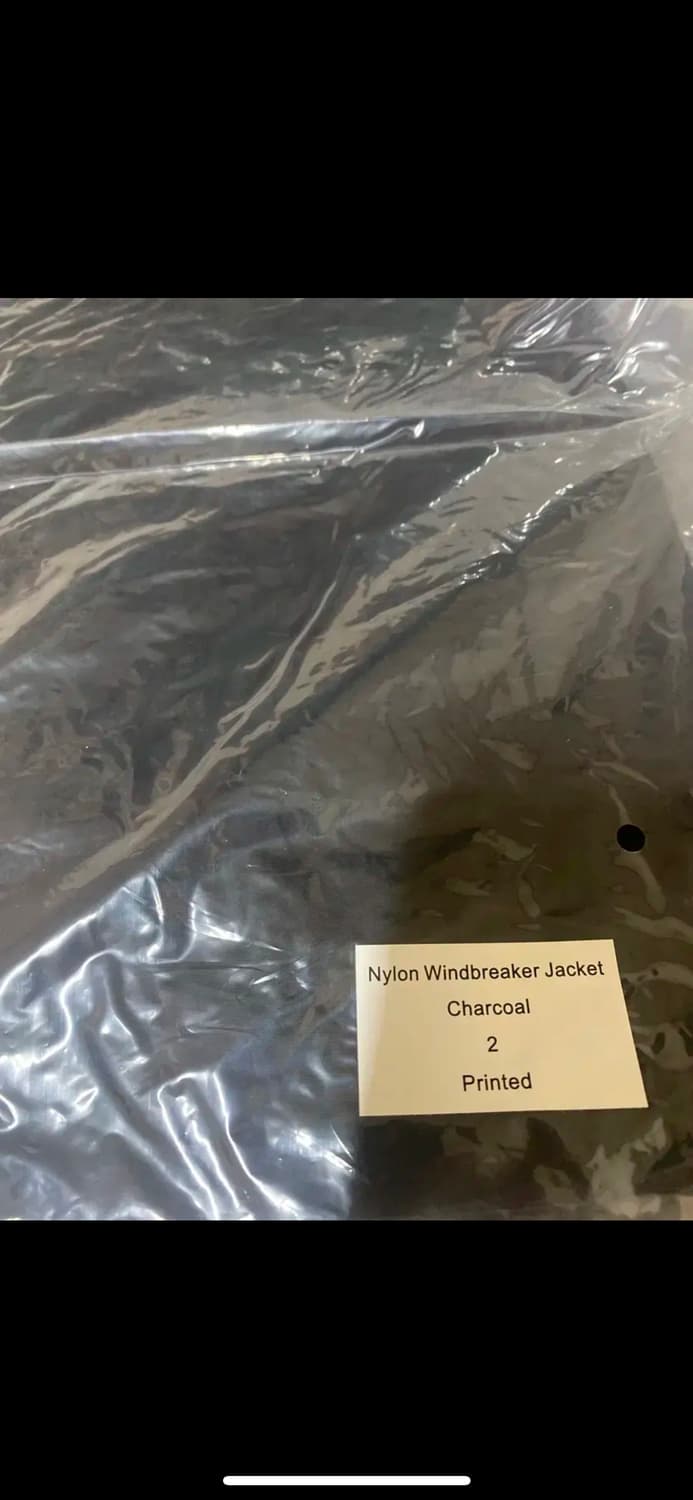 Nylon Windbreaker Jacket
Charcoal
2
Printed